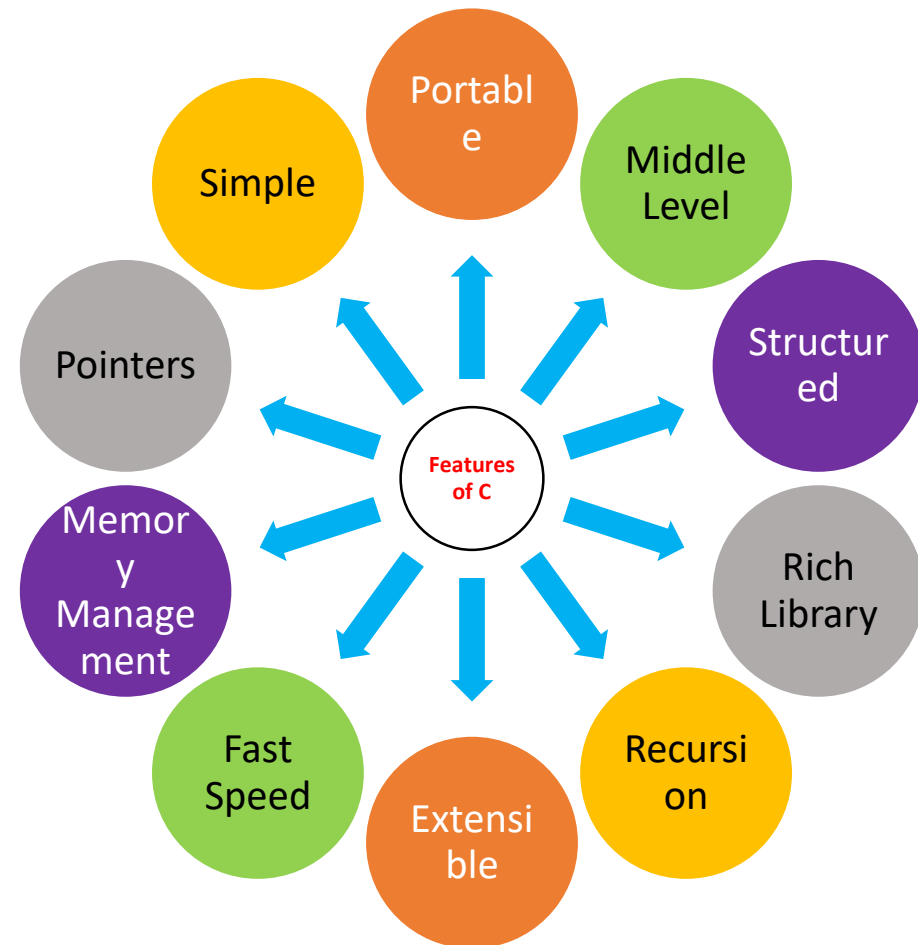 Portabl
e
Middle
Level
Structur
ed
Rich
Library
Recursi
on
Extensi
ble
Fast
Speed
Memor
y
Manage
ment
Pointers
Simple
Features
of C